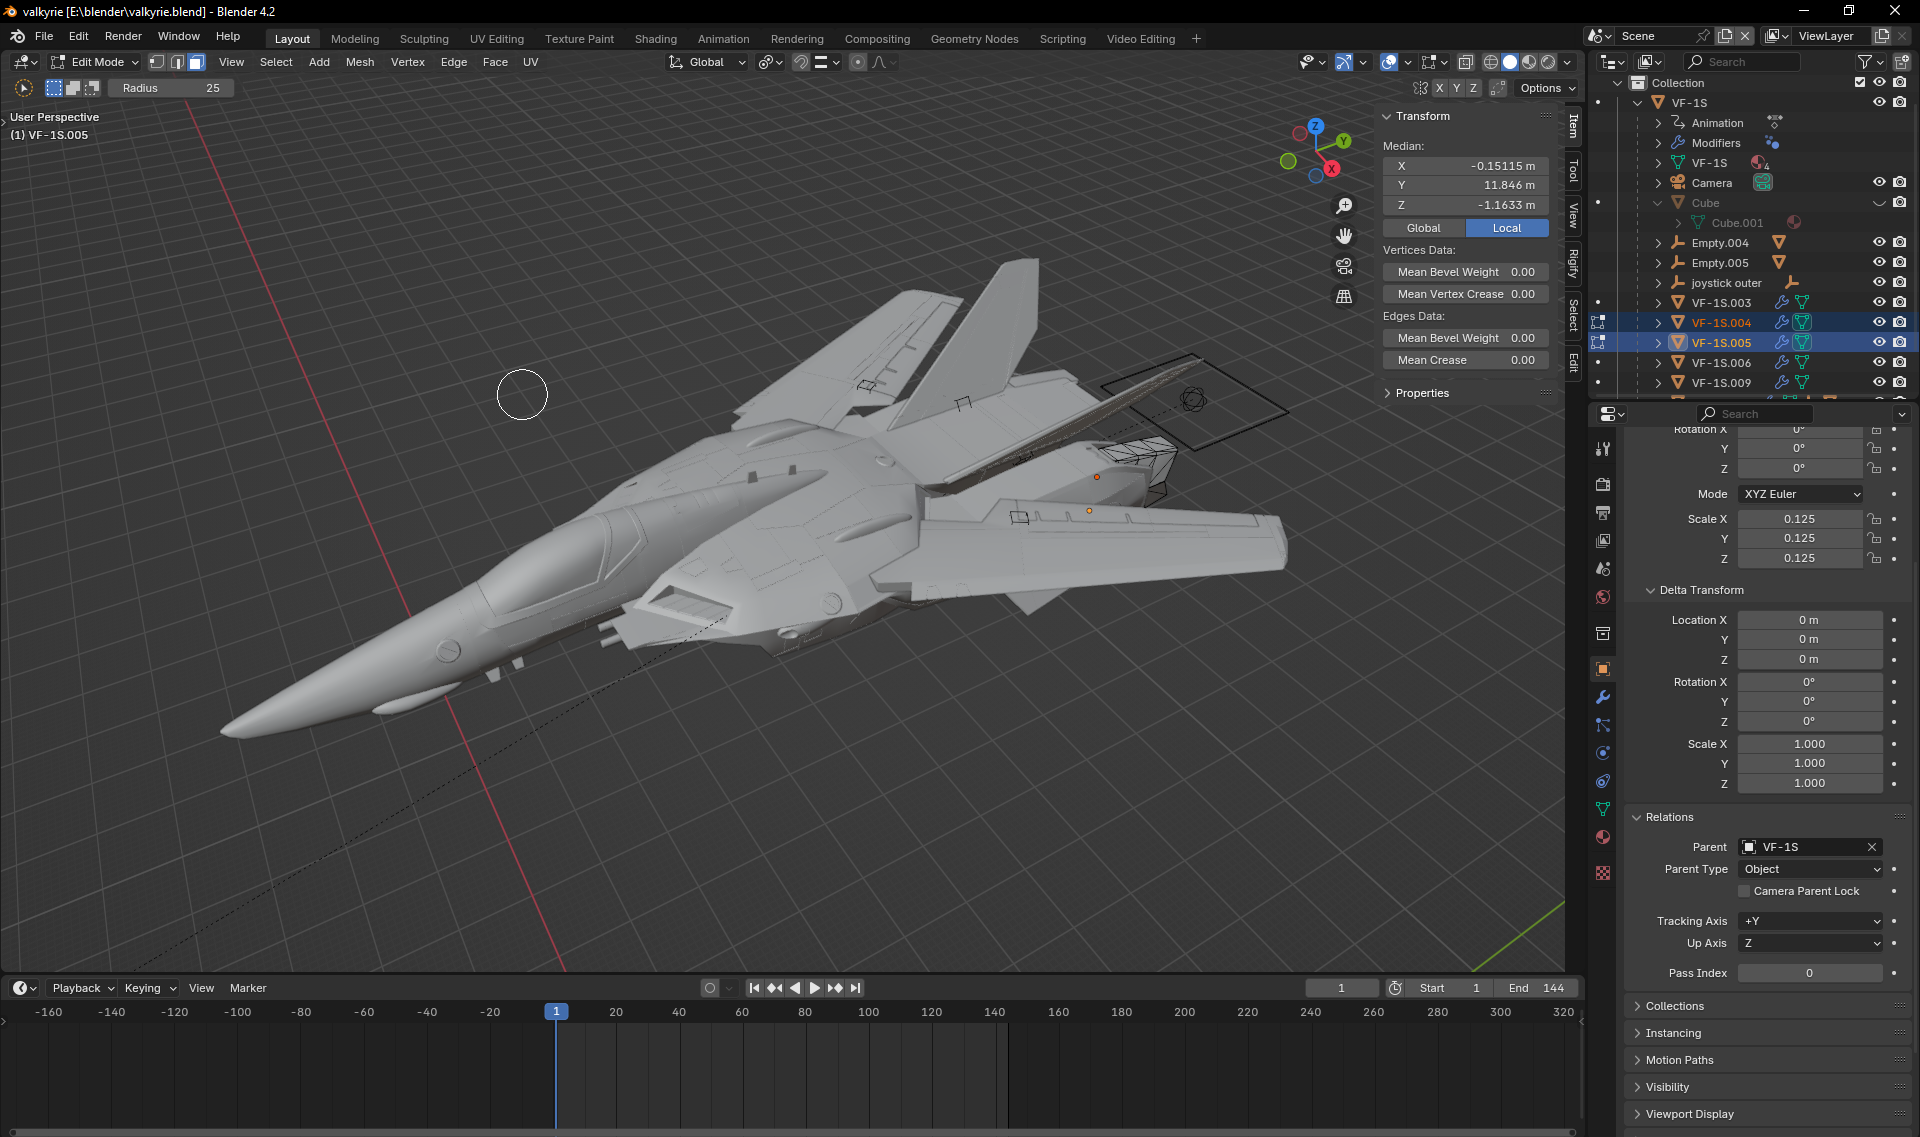 valkyrie [E:\blender\valkyrie.blend] - Blender 4.2
File Edit Render Window Help
Layout Modeling Sculpting UV Editing Texture Paint Shading Animation Rendering Compositing Geometry Nodes Scripting Video Editing +
Scene
ViewLayer
Edit Mode View Select Add Mesh Vertex Edge Face UV
Global
Radius 25
X Y Z Options
User Perspective
(1) VF-1S.005
Z Y X
Transform
Median:
X -0.15115 m
Y 11.846 m
Z -1.1633 m
Global Local
Vertices Data:
Mean Bevel Weight 0.00
Mean Vertex Crease 0.00
Edges Data:
Mean Bevel Weight 0.00
Mean Crease 0.00
Properties
Item
Tool
View
Rigify
Select
Edit
Search
Collection
VF-1S
Animation
Modifiers
VF-1S 4
Camera
Cube
Cube.001
Empty.004
Empty.005
joystick outer
VF-1S.003
VF-1S.004
VF-1S.005
VF-1S.006
VF-1S.009
Search
Rotation X 0°
Y 0°
Z 0°
Mode XYZ Euler
Scale X 0.125
Y 0.125
Z 0.125
Delta Transform
Location X 0 m
Y 0 m
Z 0 m
Rotation X 0°
Y 0°
Z 0°
Scale X 1.000
Y 1.000
Z 1.000
Relations
Parent VF-1S
Parent Type Object
Camera Parent Lock
Tracking Axis +Y
Up Axis Z
Pass Index 0
Collections
Instancing
Motion Paths
Visibility
Viewport Display
Playback Keying View Marker
1 Start 1 End 144
-160 -140 -120 -100 -80 -60 -40 -20 1 20 40 60 80 100 120 140 160 180 200 220 240 260 280 300 320